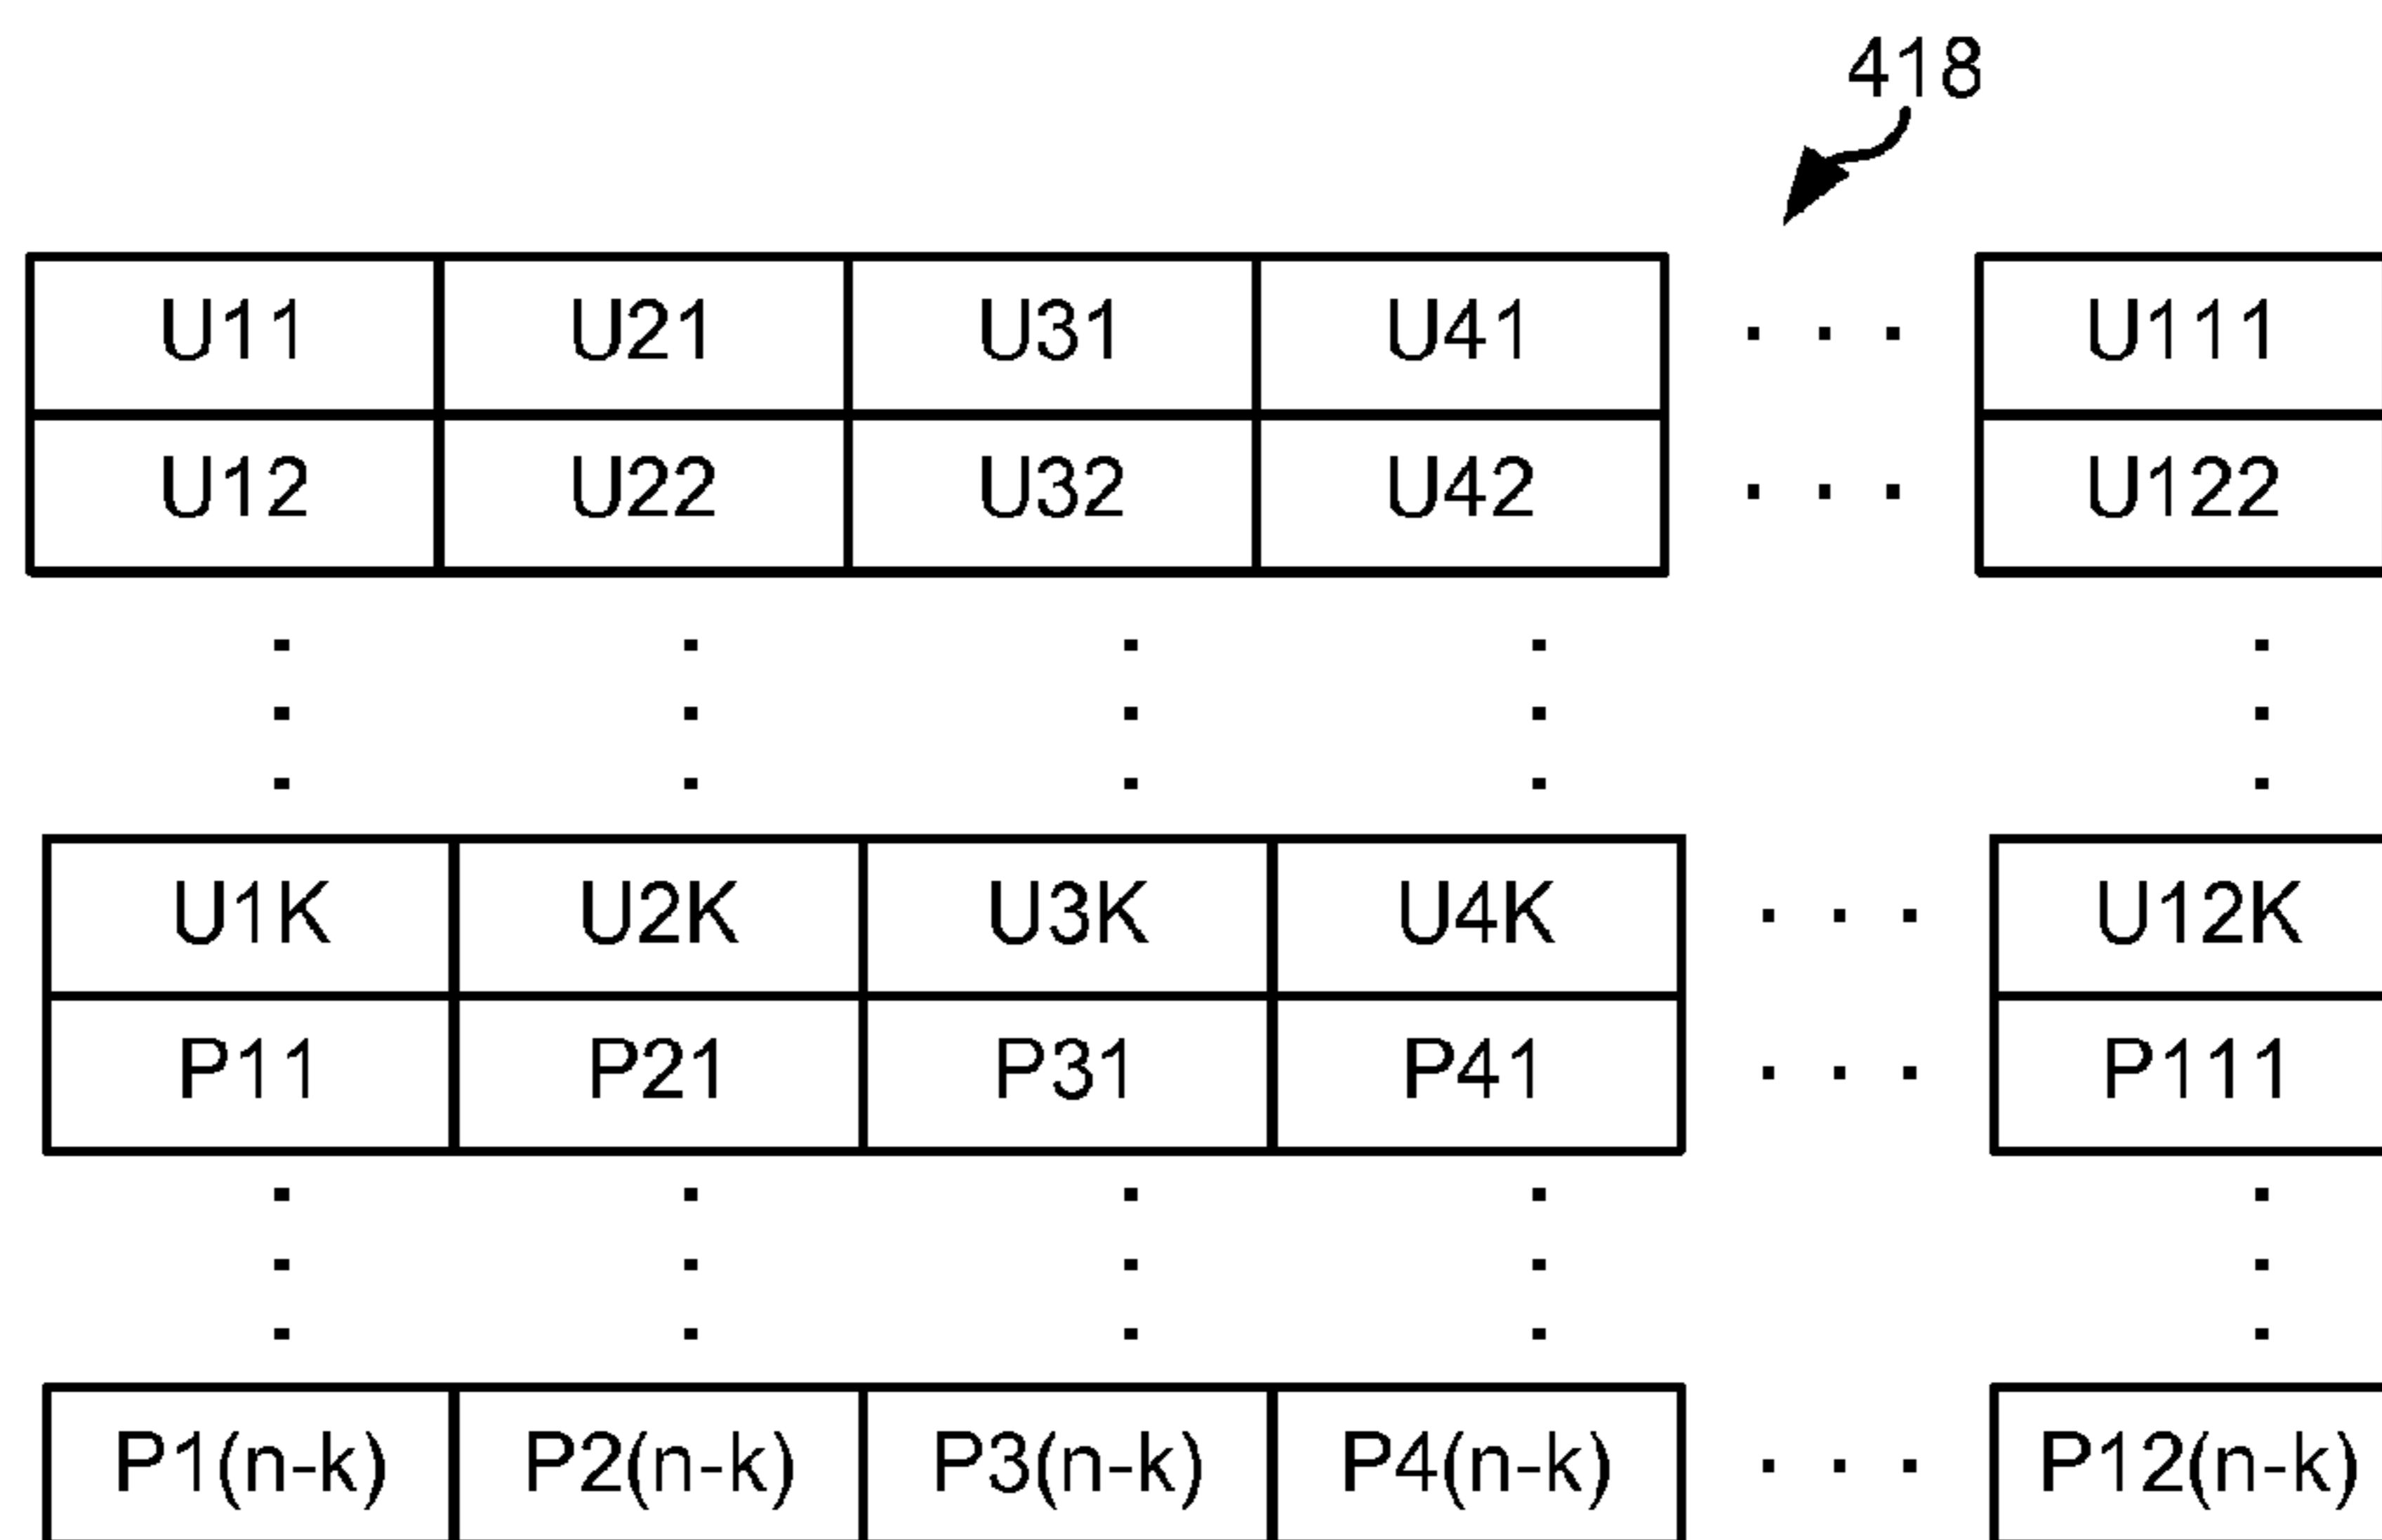 418
U11 U21 U31 U41 . . . U111
U12 U22 U32 U42 . . . U122
U1K U2K U3K U4K . . . U12K
P11 P21 P31 P41 . . . P111
P1(n-k) P2(n-k) P3(n-k) P4(n-k) . . . P12(n-k)